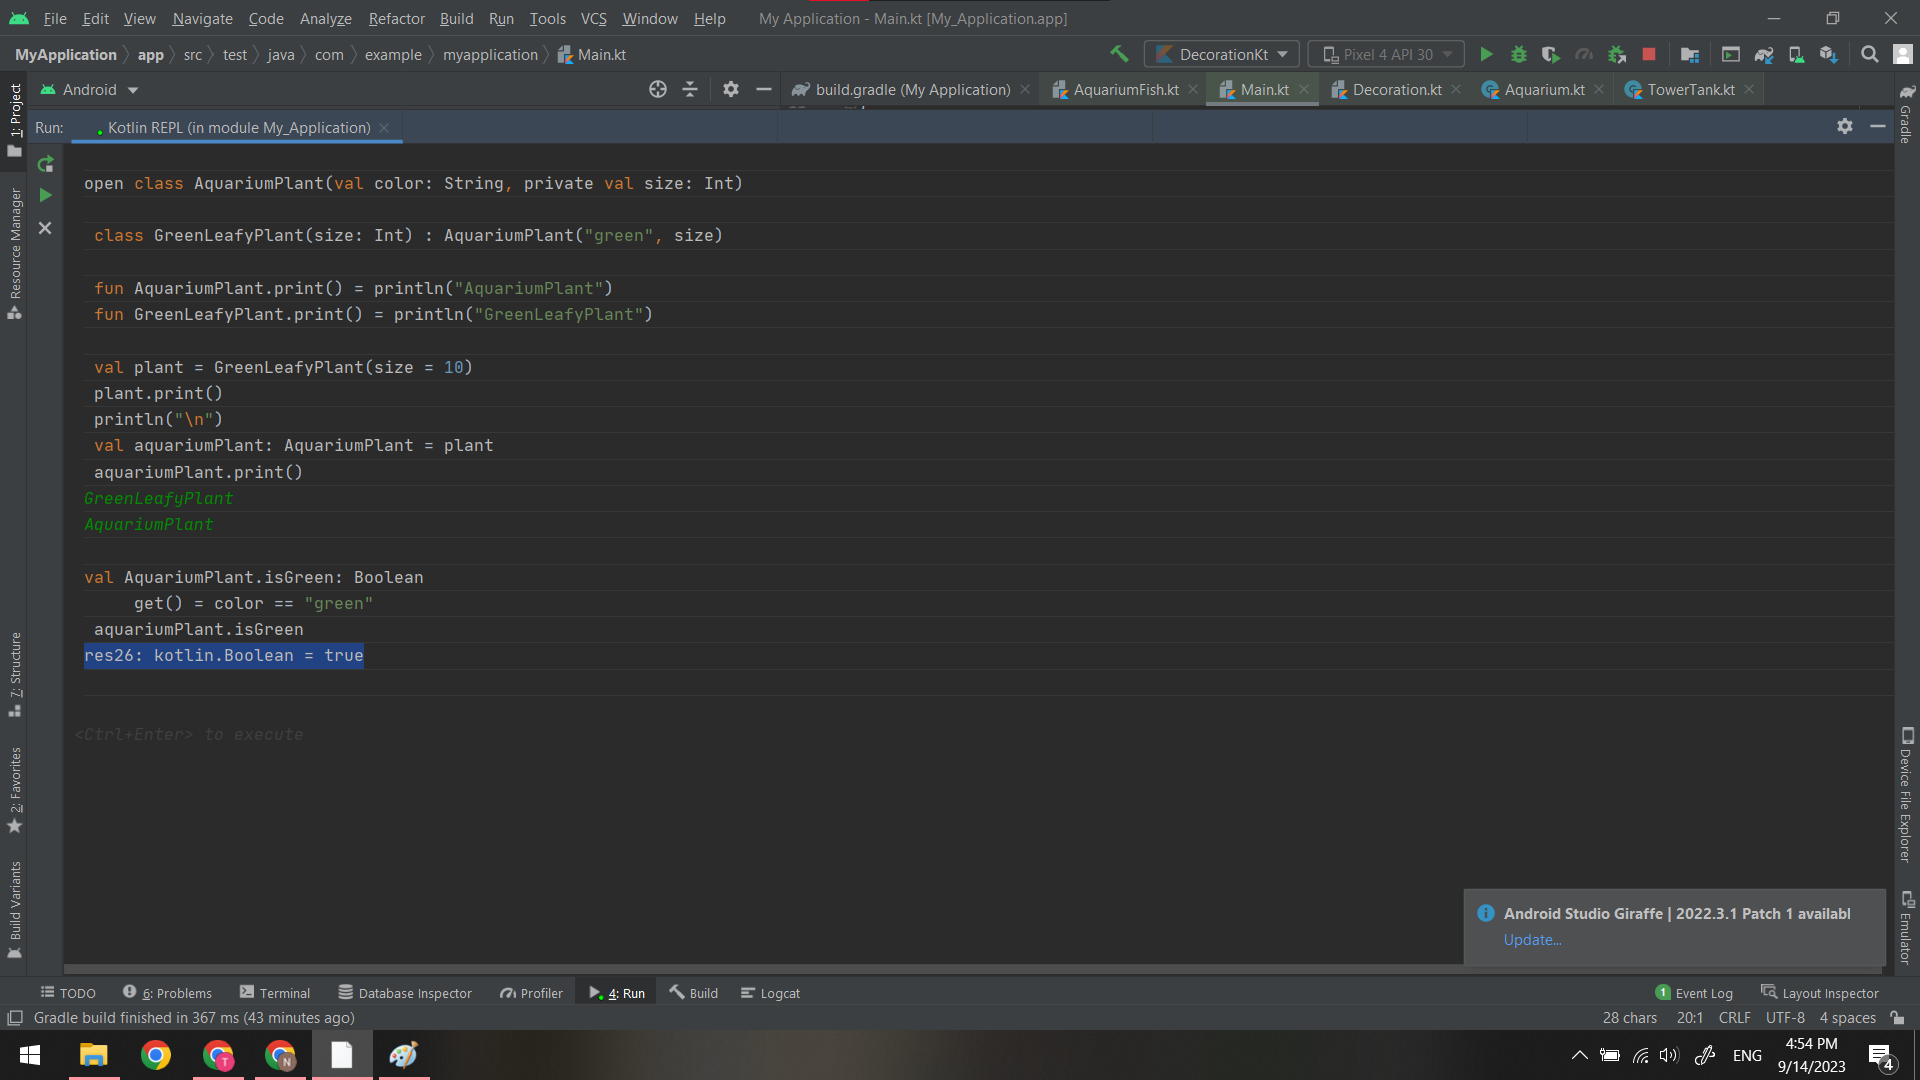 File Edit View Navigate Code Analyze Refactor Build Run Tools VCS Window Help My Application - Main.kt [My_Application.app]
MyApplication app src test java com example myapplication Main.kt DecorationKt Pixel 4 API 30
1: Project
Android build.gradle (My Application) AquariumFish.kt Main.kt Decoration.kt Aquarium.kt TowerTank.kt
Gradle
Run: Kotlin REPL (in module My_Application)
Resource Manager
open class AquariumPlant(val color: String, private val size: Int)
class GreenLeafyPlant(size: Int) : AquariumPlant("green", size)
fun AquariumPlant.print() = println("AquariumPlant")
fun GreenLeafyPlant.print() = println("GreenLeafyPlant")
val plant = GreenLeafyPlant(size = 10)
plant.print()
println("\n")
val aquariumPlant: AquariumPlant = plant
aquariumPlant.print()
GreenLeafyPlant
AquariumPlant
val AquariumPlant.isGreen: Boolean
get() = color == "green"
aquariumPlant.isGreen
res26: kotlin.Boolean = true
<Ctrl+Enter> to execute
7: Structure
2: Favorites
Build Variants
Device File Explorer
Emulator
Android Studio Giraffe | 2022.3.1 Patch 1 availabl
Update...
TODO 6: Problems Terminal Database Inspector Profiler 4: Run Build Logcat 1 Event Log Layout Inspector
Gradle build finished in 367 ms (43 minutes ago) 28 chars 20:1 CRLF UTF-8 4 spaces
T N ENG 4:54 PM
9/14/2023 4